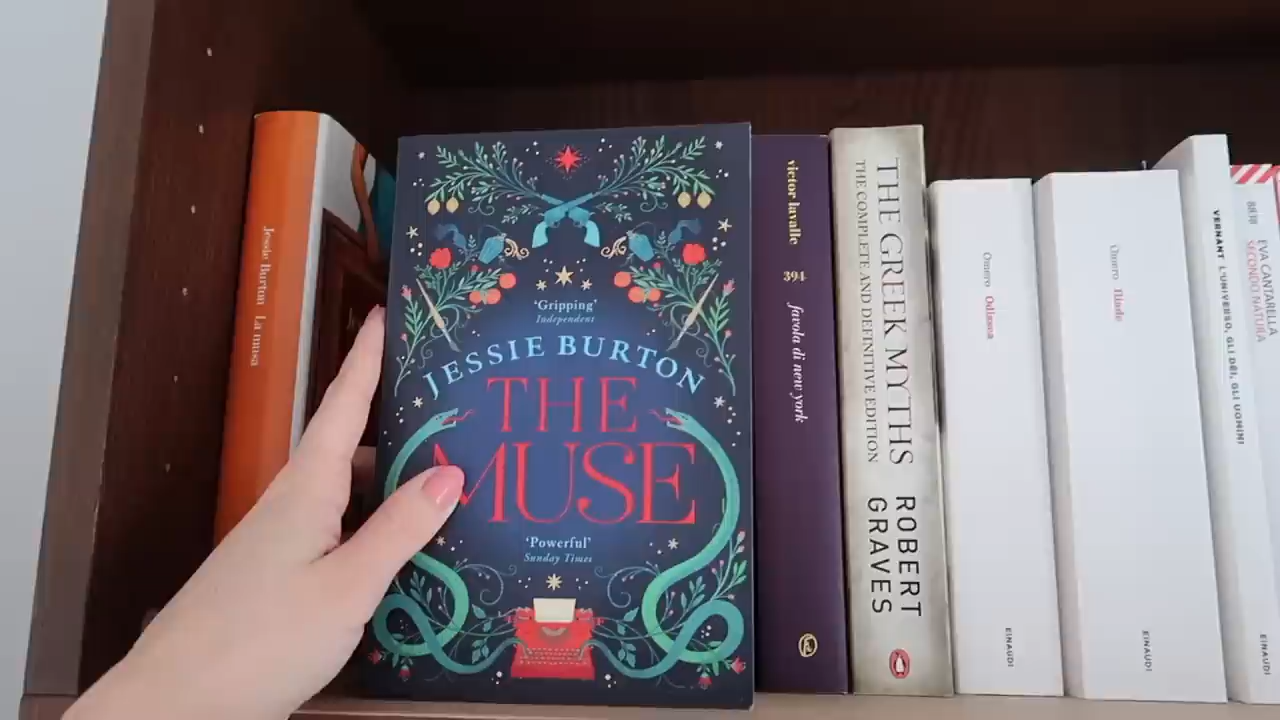 Jessie Burton La musa
'Gripping'
Independent
JESSIE BURTON
THE
MUSE
'Powerful'
Sunday Times
victor lavalle
394
favola di new york
THE GREEK MYTHS
THE COMPLETE AND DEFINITIVE EDITION
ROBERT
GRAVES
Omero Odissea
EINAUDI
Omero Iliade
EINAUDI
VERNANT L'UNIVERSO, GLI DÈI, GLI UOMINI
EVA CANTARELLA
SECONDO NATURA
EINAUDI